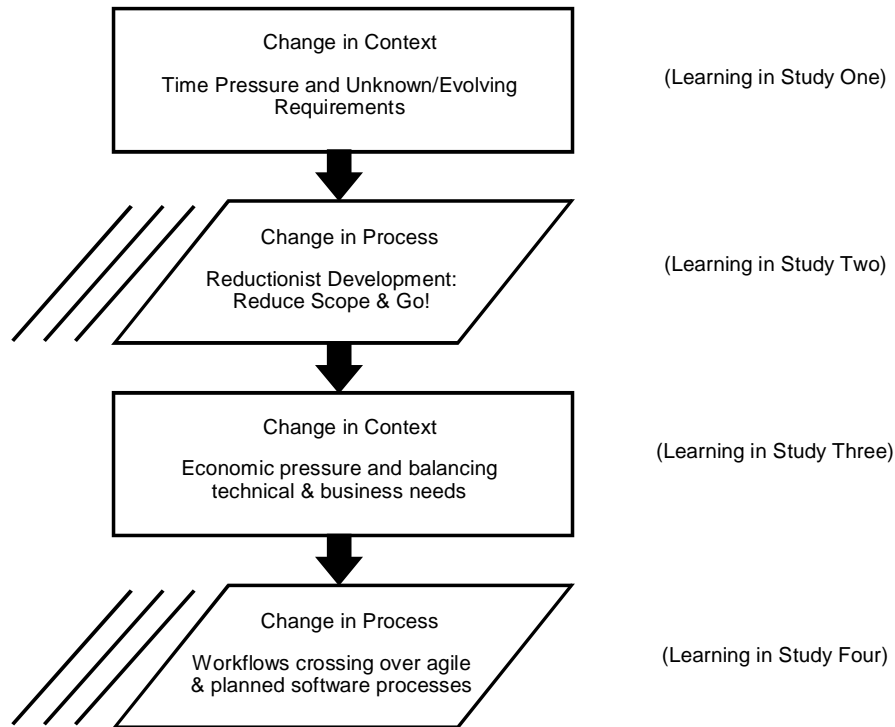 Change in Context
Time Pressure and Unknown/Evolving
Requirements
(Learning in Study One)
Change in Process
Reductionist Development:
Reduce Scope & Go!
(Learning in Study Two)
Change in Context
Economic pressure and balancing
technical & business needs
(Learning in Study Three)
Change in Process
Workflows crossing over agile
& planned software processes
(Learning in Study Four)